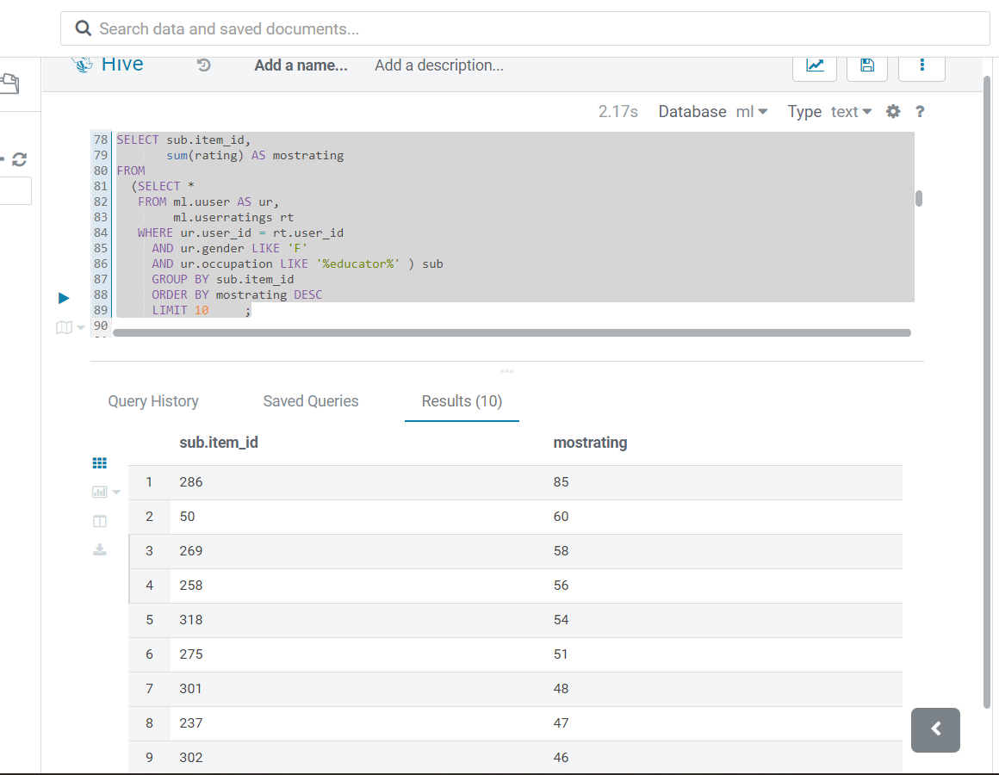 Search data and saved documents...
Hive Add a name... Add a description...
2.17s Database ml Type text ?
78 SELECT sub.item_id,
79 sum(rating) AS mostrating
80 FROM
81 (SELECT *
82 FROM ml.uuser AS ur,
83 ml.userratings rt
84 WHERE ur.user_id = rt.user_id
85 AND ur.gender LIKE 'F'
86 AND ur.occupation LIKE '%educator%' ) sub
87 GROUP BY sub.item_id
88 ORDER BY mostrating DESC
89 LIMIT 10 ;
90
Query History Saved Queries Results (10)
sub.item_id mostrating
1 286 85
2 50 60
3 269 58
4 258 56
5 318 54
6 275 51
7 301 48
8 237 47
9 302 46